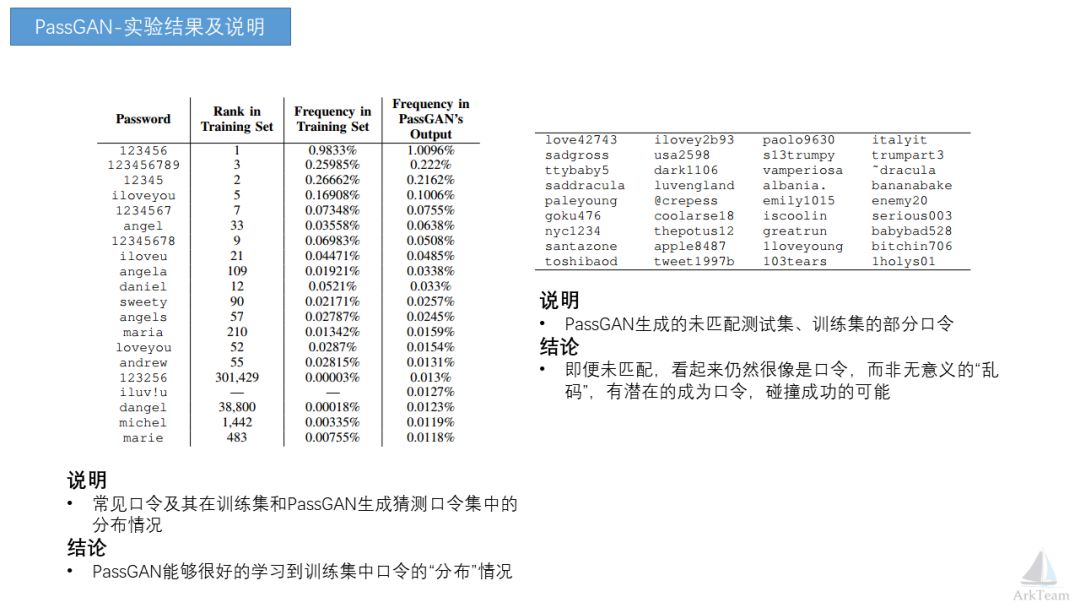 PassGAN-实验结果及说明
Password Rank in Training Set Frequency in Training Set Frequency in PassGAN's Output
123456 1 0.9833% 1.0096%
123456789 3 0.25985% 0.222%
12345 2 0.26662% 0.2162%
iloveyou 5 0.16908% 0.1006%
1234567 7 0.07348% 0.0755%
angel 33 0.03558% 0.0638%
12345678 9 0.06983% 0.0508%
iloveu 21 0.04471% 0.0485%
angela 109 0.01921% 0.0338%
daniel 12 0.0521% 0.033%
sweety 90 0.02171% 0.0257%
angels 57 0.02787% 0.0245%
maria 210 0.01342% 0.0159%
loveyou 52 0.0287% 0.0154%
andrew 55 0.02815% 0.0131%
123256 301,429 0.00003% 0.013%
iluv!u — — 0.0127%
dangel 38,800 0.00018% 0.0123%
michel 1,442 0.00335% 0.0119%
marie 483 0.00755% 0.0118%
说明
• 常见口令及其在训练集和PassGAN生成猜测口令集中的
分布情况
结论
• PassGAN能够很好的学习到训练集中口令的“分布”情况
love42743 ilovey2b93 paolo9630 italyit
sadgross usa2598 s13trumpy trumpart3
ttybaby5 dark1106 vamperiosa ~dracula
saddracula luvengland albania. bananabake
paleyoung @crepess emily1015 enemy20
goku476 coolarse18 iscoolin serious003
nyc1234 thepotus12 greatrun babybad528
santazone apple8487 1loveyoung bitchin706
toshibaod tweet1997b 103tears 1holys01
说明
• PassGAN生成的未匹配测试集、训练集的部分口令
结论
• 即便未匹配，看起来仍然很像是口令，而非无意义的“乱
码”，有潜在的成为口令，碰撞成功的可能
ArkTeam